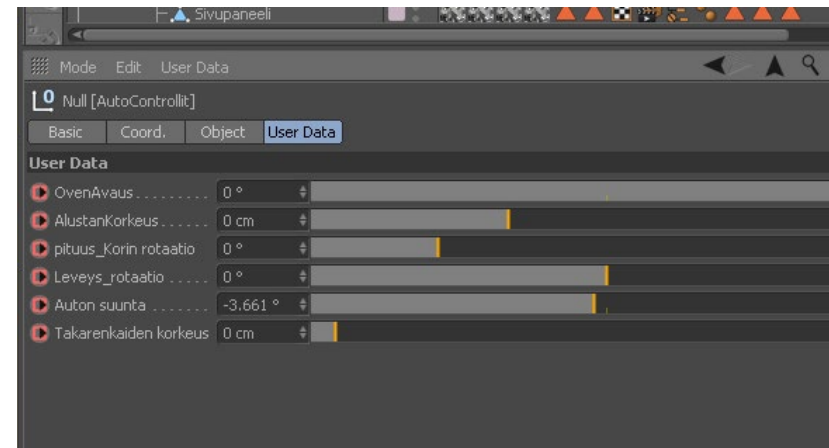 Sivupaneeli
Mode Edit User Data
0 Null [AutoControllit]
Basic Coord. Object User Data
User Data
OvenAvaus......... 0 °
AlustanKorkeus...... 0 cm
pituus_Korin rotaatio 0 °
Leveys_rotaatio ..... 0 °
Auton suunta ....... -3.661 °
Takarenkaiden korkeus 0 cm